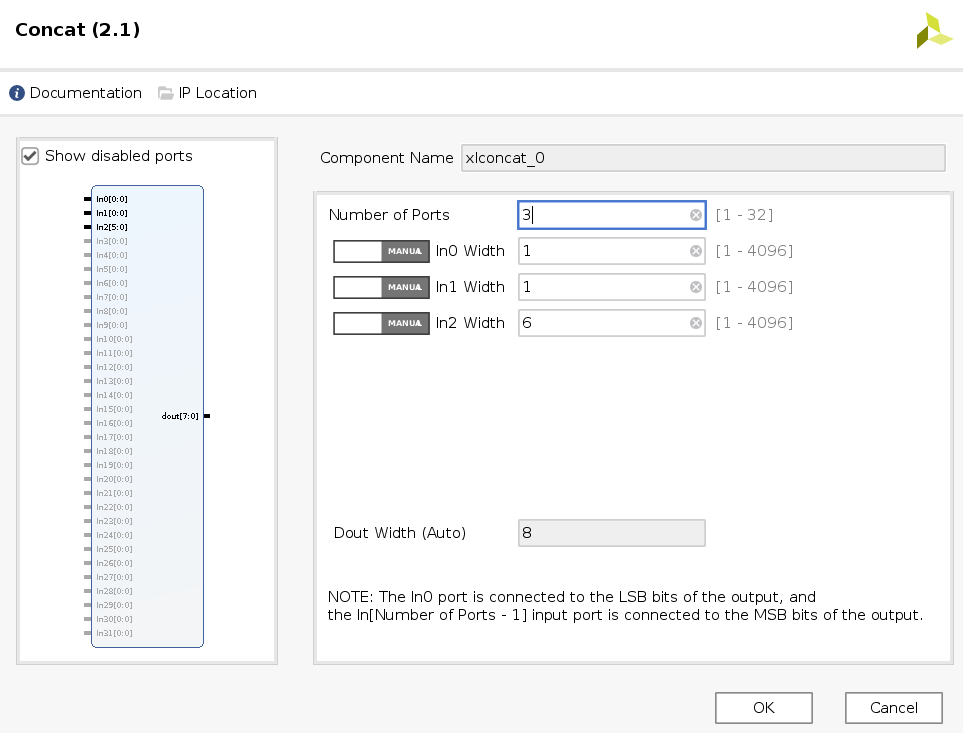 Concat (2.1)
Documentation IP Location
Show disabled ports
In0[0:0]
In1[0:0]
In2[5:0]
In3[0:0]
In4[0:0]
In5[0:0]
In6[0:0]
In7[0:0]
In8[0:0]
In9[0:0]
In10[0:0]
In11[0:0]
In12[0:0]
In13[0:0]
In14[0:0]
In15[0:0]
In16[0:0]
In17[0:0]
In18[0:0]
In19[0:0]
In20[0:0]
In21[0:0]
In22[0:0]
In23[0:0]
In24[0:0]
In25[0:0]
In26[0:0]
In27[0:0]
In28[0:0]
In29[0:0]
In30[0:0]
In31[0:0]
dout[7:0]
Component Name xlconcat_0
Number of Ports 3 [1 - 32]
MANUA In0 Width 1 [1 - 4096]
MANUA In1 Width 1 [1 - 4096]
MANUA In2 Width 6 [1 - 4096]
Dout Width (Auto) 8
NOTE: The In0 port is connected to the LSB bits of the output, and
the In[Number of Ports - 1] input port is connected to the MSB bits of the output.
OK Cancel